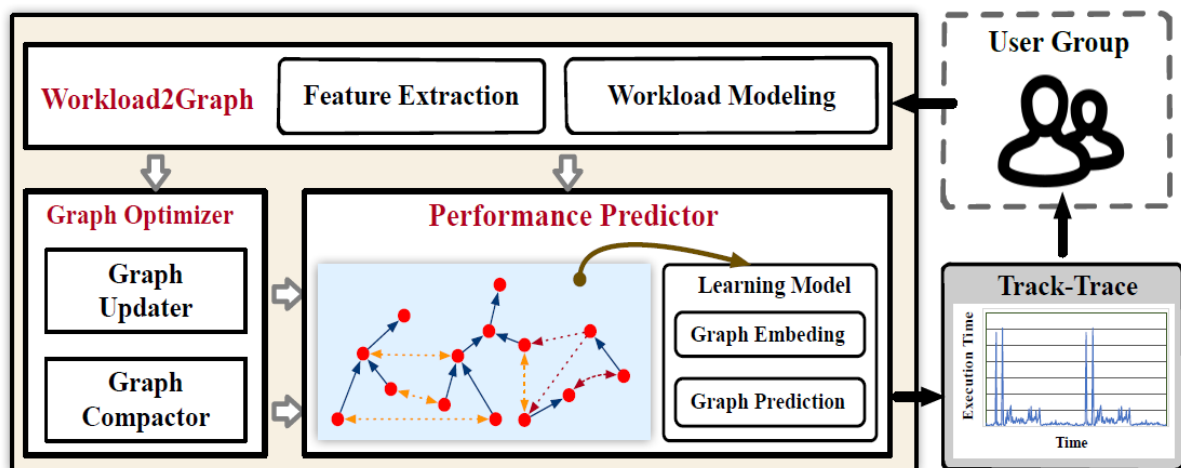 User Group
Workload2Graph
Feature Extraction
Workload Modeling
Graph Optimizer
Graph
Updater
Graph
Compactor
Performance Predictor
Learning Model
Graph Embeding
Graph Prediction
Track-Trace
Execution Time
Time